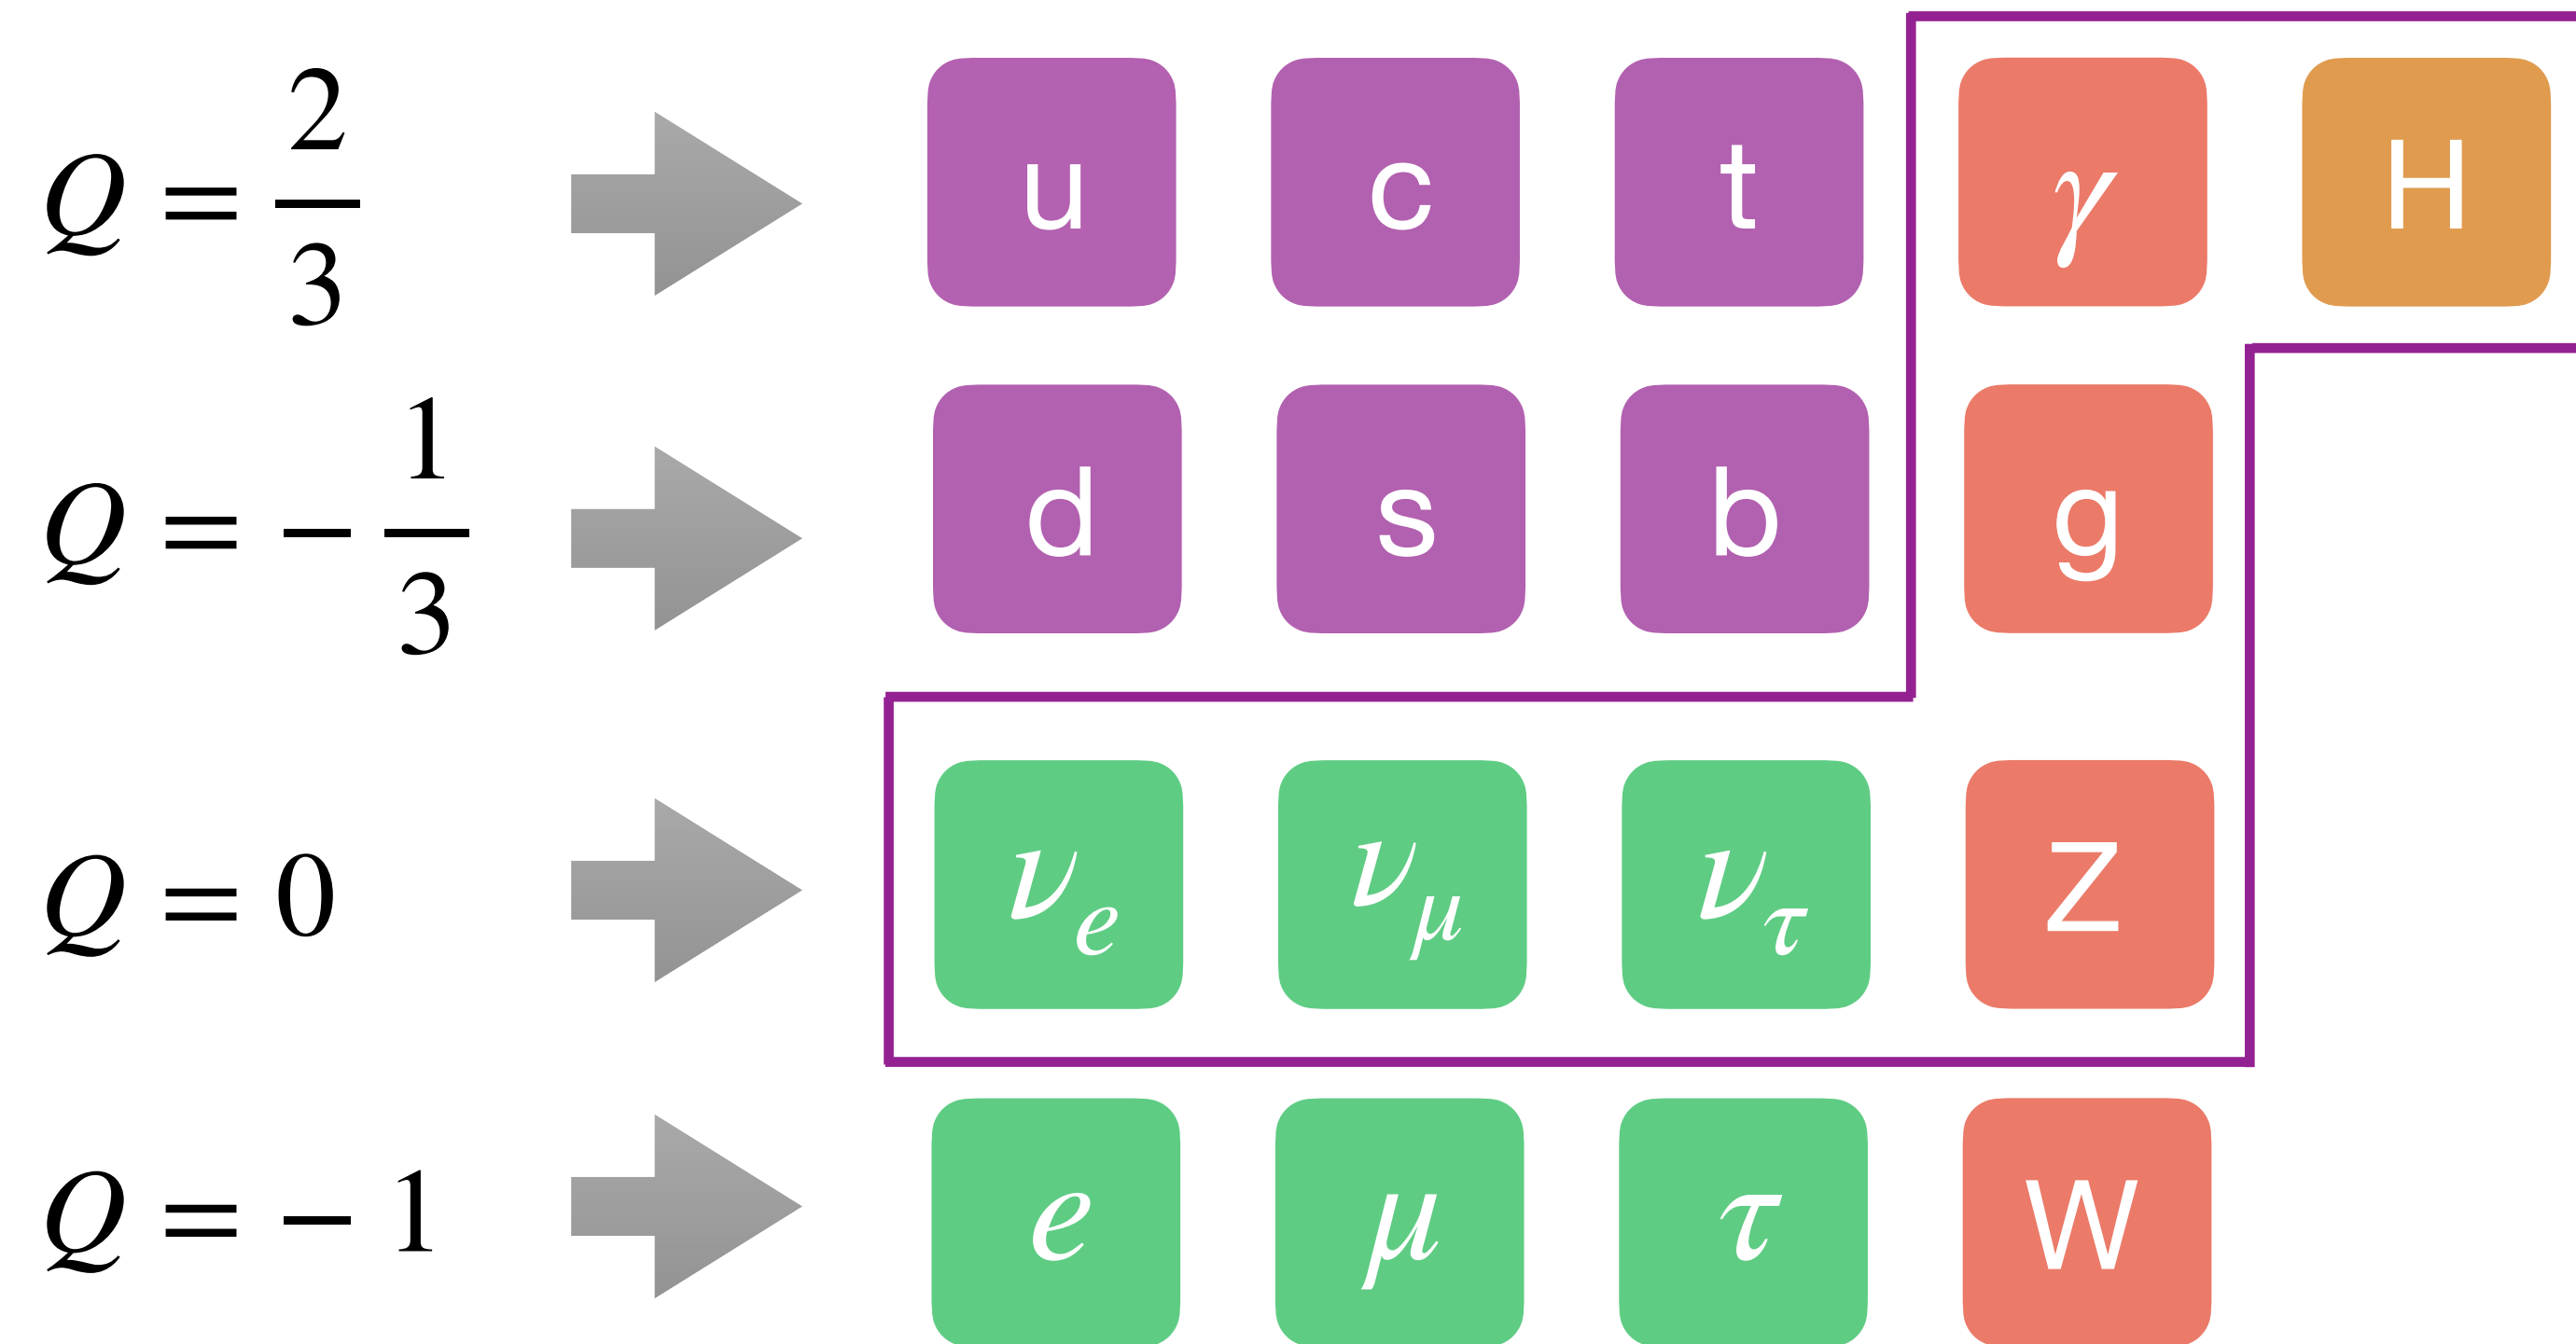 Q = 2/3 u c t γ H
Q = − 1/3 d s b g
Q = 0 ν_e ν_μ ν_τ Z
Q = − 1 e μ τ W